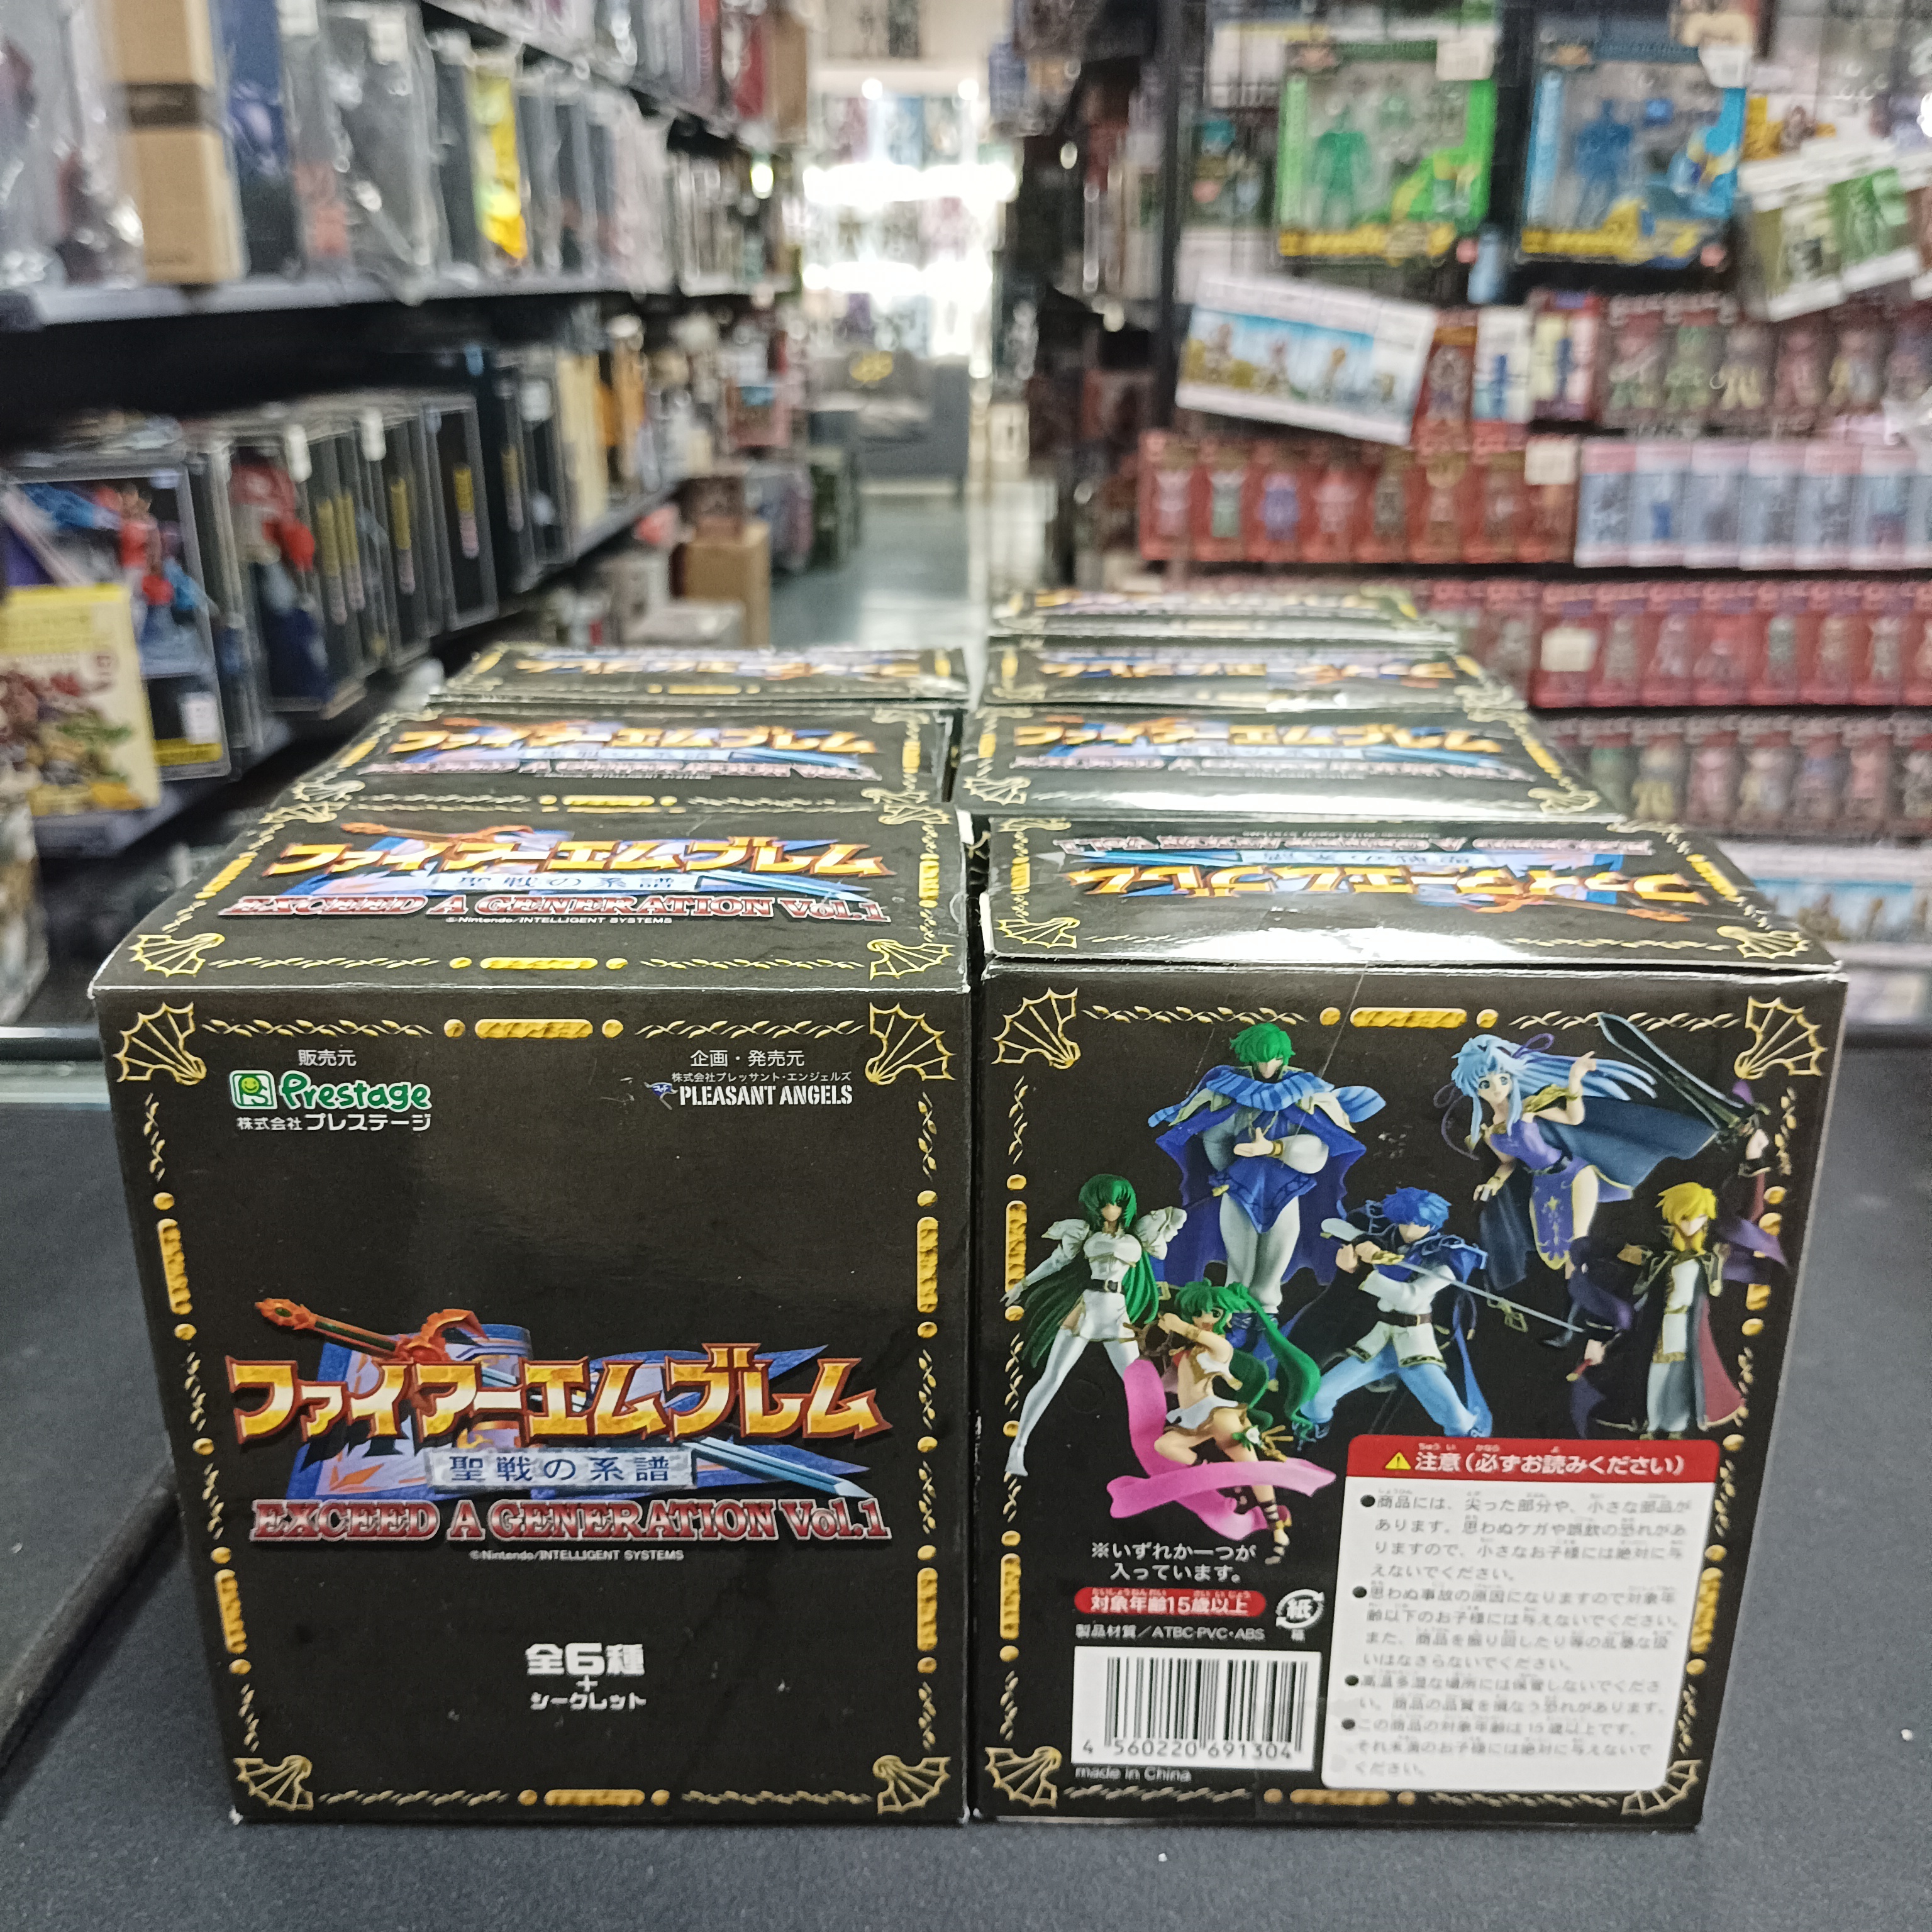 ファイアーエムブレム
聖戦の系譜
EXCEED A GENERATION Vol.1
©Nintendo/INTELLIGENT SYSTEMS
販売元
Prestage
株式会社プレステージ
企画・発売元
株式会社プレッサント・エンジェルズ
PLEASANT ANGELS
ファイアーエムブレム
聖戦の系譜
EXCEED A GENERATION Vol.1
©Nintendo/INTELLIGENT SYSTEMS
全6種
+
シークレット
ファイアーエムブレム
※いずれか一つが
入っています。
対象年齢15歳以上
紙
箱
製品材質/ATBC-PVC・ABS
4 560220 691304
made in China
注意(必ずお読みください)
●商品には、尖った部分や、小さな部品が
あります。思わぬケガや誤飲の恐れがあ
りますので、小さなお子様には絶対に与
えないでください。
●思わぬ事故の原因になりますので対象年
齢以下のお子様には与えないでください。
また、商品を振り回したり等の乱暴な扱
いはなさらないでください。
●高温多湿な場所には保管しないでくださ
い。商品の品質を損なう恐れがあります。
●この商品の対象年齢は15歳以上です。
それ未満のお子様には絶対に与えないで
ください。